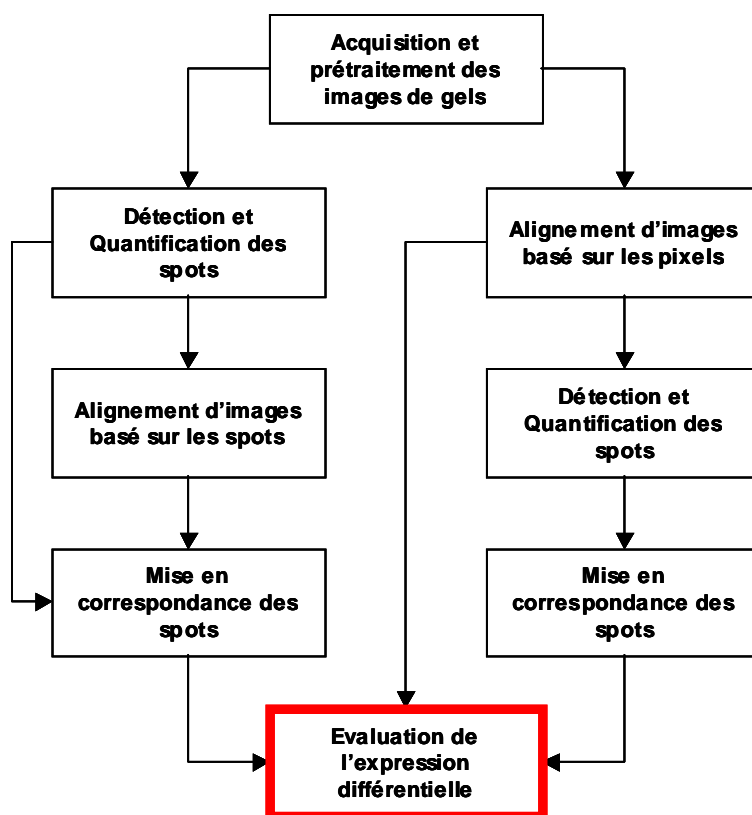 Acquisition et
prétraitement des
images de gels
Détection et
Quantification des
spots
Alignement d'images
basé sur les pixels
Alignement d'images
basé sur les spots
Détection et
Quantification des
spots
Mise en
correspondance des
spots
Mise en
correspondance des
spots
Evaluation de
l'expression
différentielle